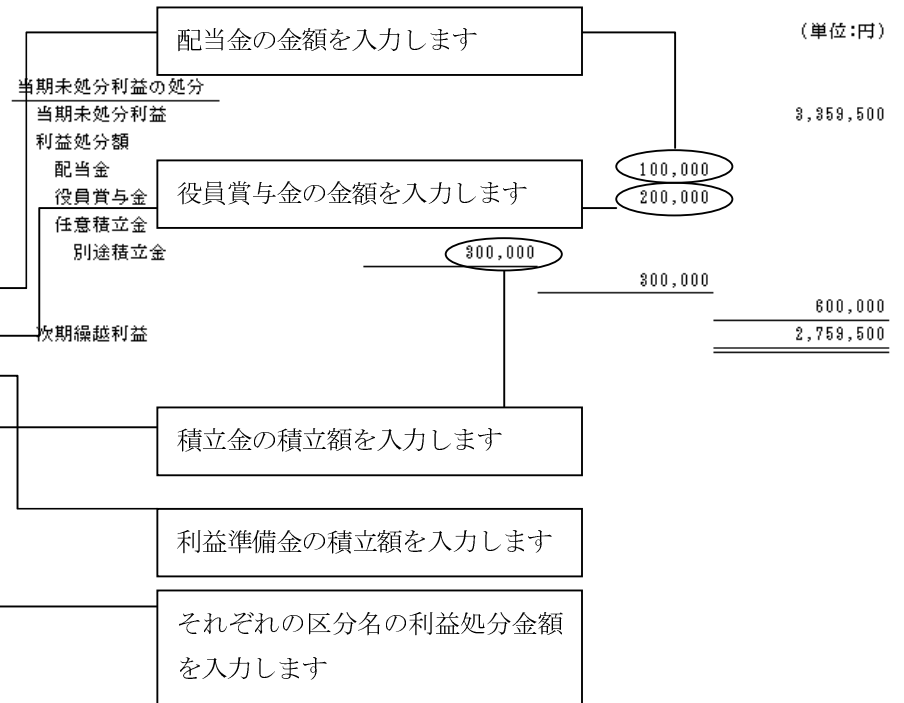 配当金の金額を入力します
（単位：円）
当期未処分利益の処分
当期未処分利益 3,359,500
利益処分額
配当金 100,000
役員賞与金 役員賞与金の金額を入力します 200,000
任意積立金
別途積立金 300,000
300,000
600,000
次期繰越利益 2,759,500
積立金の積立額を入力します
利益準備金の積立額を入力します
それぞれの区分名の利益処分金額
を入力します